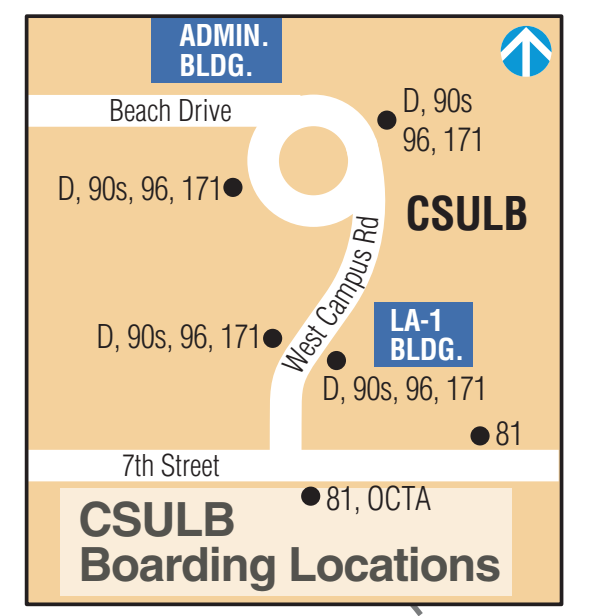 ADMIN.
BLDG.
Beach Drive
D, 90s
96, 171
D, 90s, 96, 171
CSULB
West Campus Rd
LA-1
BLDG.
D, 90s, 96, 171
D, 90s, 96, 171
81
7th Street
81, OCTA
CSULB
Boarding Locations